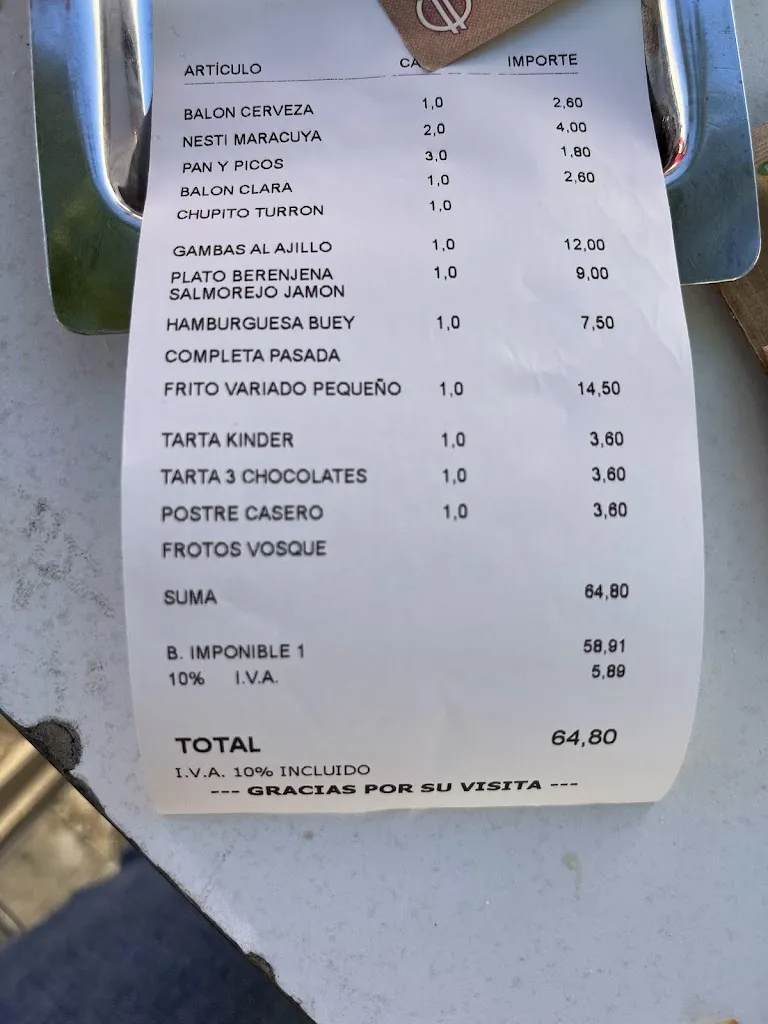 ARTÍCULO CA IMPORTE
BALON CERVEZA 1,0 2,60
NESTI MARACUYA 2,0 4,00
PAN Y PICOS 3,0 1,80
BALON CLARA 1,0 2,60
CHUPITO TURRON 1,0
GAMBAS AL AJILLO 1,0 12,00
PLATO BERENJENA 1,0 9,00
SALMOREJO JAMON
HAMBURGUESA BUEY 1,0 7,50
COMPLETA PASADA
FRITO VARIADO PEQUEÑO 1,0 14,50
TARTA KINDER 1,0 3,60
TARTA 3 CHOCOLATES 1,0 3,60
POSTRE CASERO 1,0 3,60
FROTOS VOSQUE
SUMA 64,80
B. IMPONIBLE 1 58,91
10% I.V.A. 5,89
TOTAL 64,80
I.V.A. 10% INCLUIDO
--- GRACIAS POR SU VISITA ---